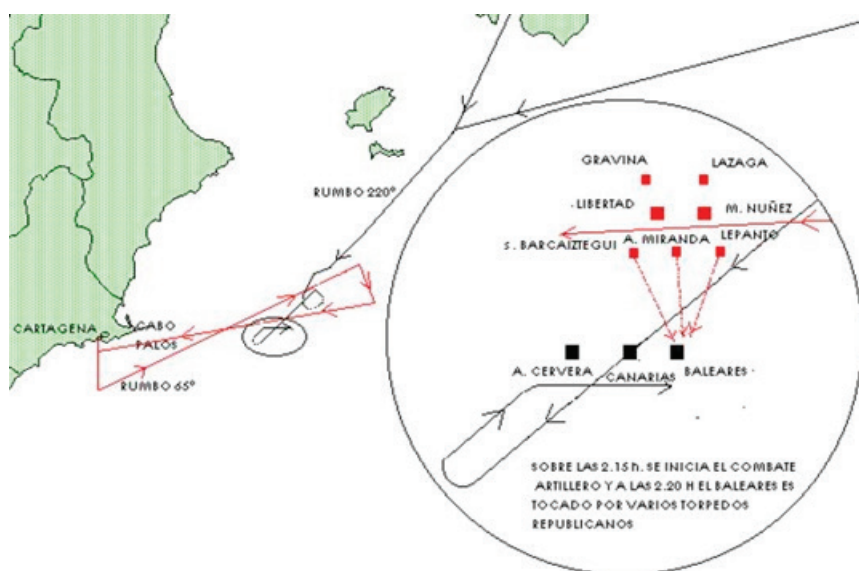 GRAVINA
LAZAGA
RUMBO 220º
LIBERTAD
M. NUÑEZ
S. BARCAIZTEGUI
A. MIRANDA
LEPANTO
CARTAGENA
CABO
PALOS
RUMBO 65º
A. CERVERA
CANARIAS
BALEARES
SOBRE LAS 2.15 h. SE INICIA EL COMBATE
ARTILLERO Y A LAS 2.20 H EL BALEARES ES
TOCADO POR VARIOS TORPEDOS
REPUBLICANOS